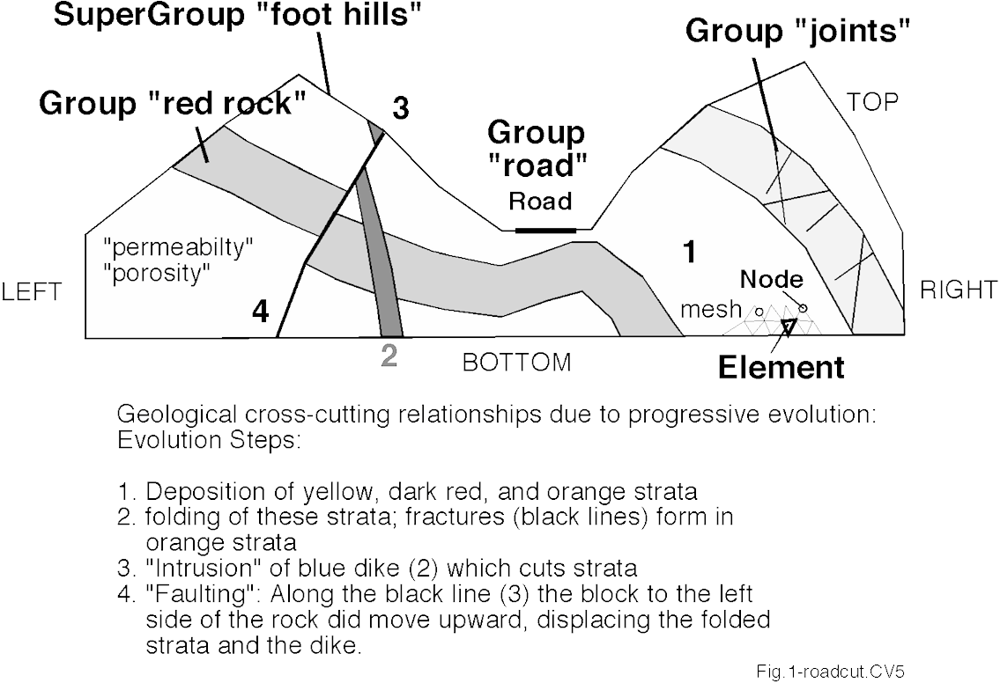 SuperGroup "foot hills"
Group "joints"
Group "red rock"
3
TOP
Group
"road"
Road
"permeabilty"
"porosity"
1
LEFT
Node
RIGHT
4
mesh
2
BOTTOM
Element
Geological cross-cutting relationships due to progressive evolution:
Evolution Steps:
1. Deposition of yellow, dark red, and orange strata
2. folding of these strata; fractures (black lines) form in
orange strata
3. "Intrusion" of blue dike (2) which cuts strata
4. "Faulting": Along the black line (3) the block to the left
side of the rock did move upward, displacing the folded
strata and the dike.
Fig.1-roadcut.CV5